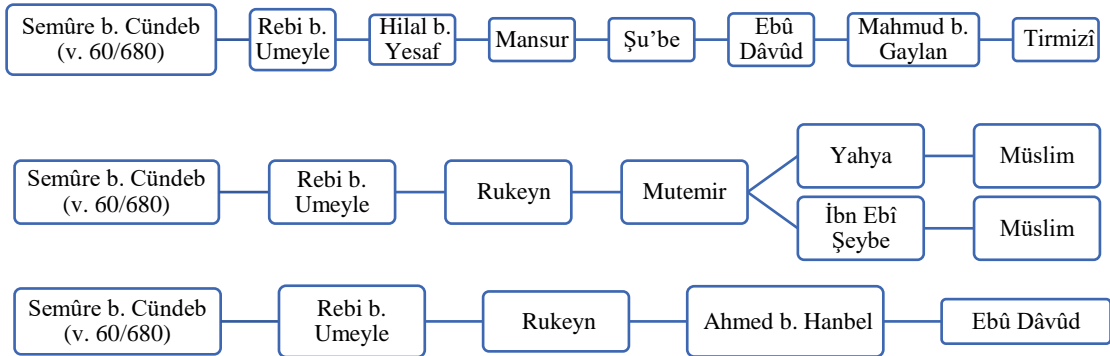 Semûre b. Cündeb
(v. 60/680)
Rebi b.
Umeyle
Hilal b.
Yesaf
Mansur
Şu’be
Ebû
Dâvûd
Mahmud b.
Gaylan
Tirmizî
Semûre b. Cündeb
(v. 60/680)
Rebi b.
Umeyle
Rukeyn
Mutemir
Yahya
Müslim
İbn Ebî
Şeybe
Müslim
Semûre b. Cündeb
(v. 60/680)
Rebi b.
Umeyle
Rukeyn
Ahmed b. Hanbel
Ebû Dâvûd